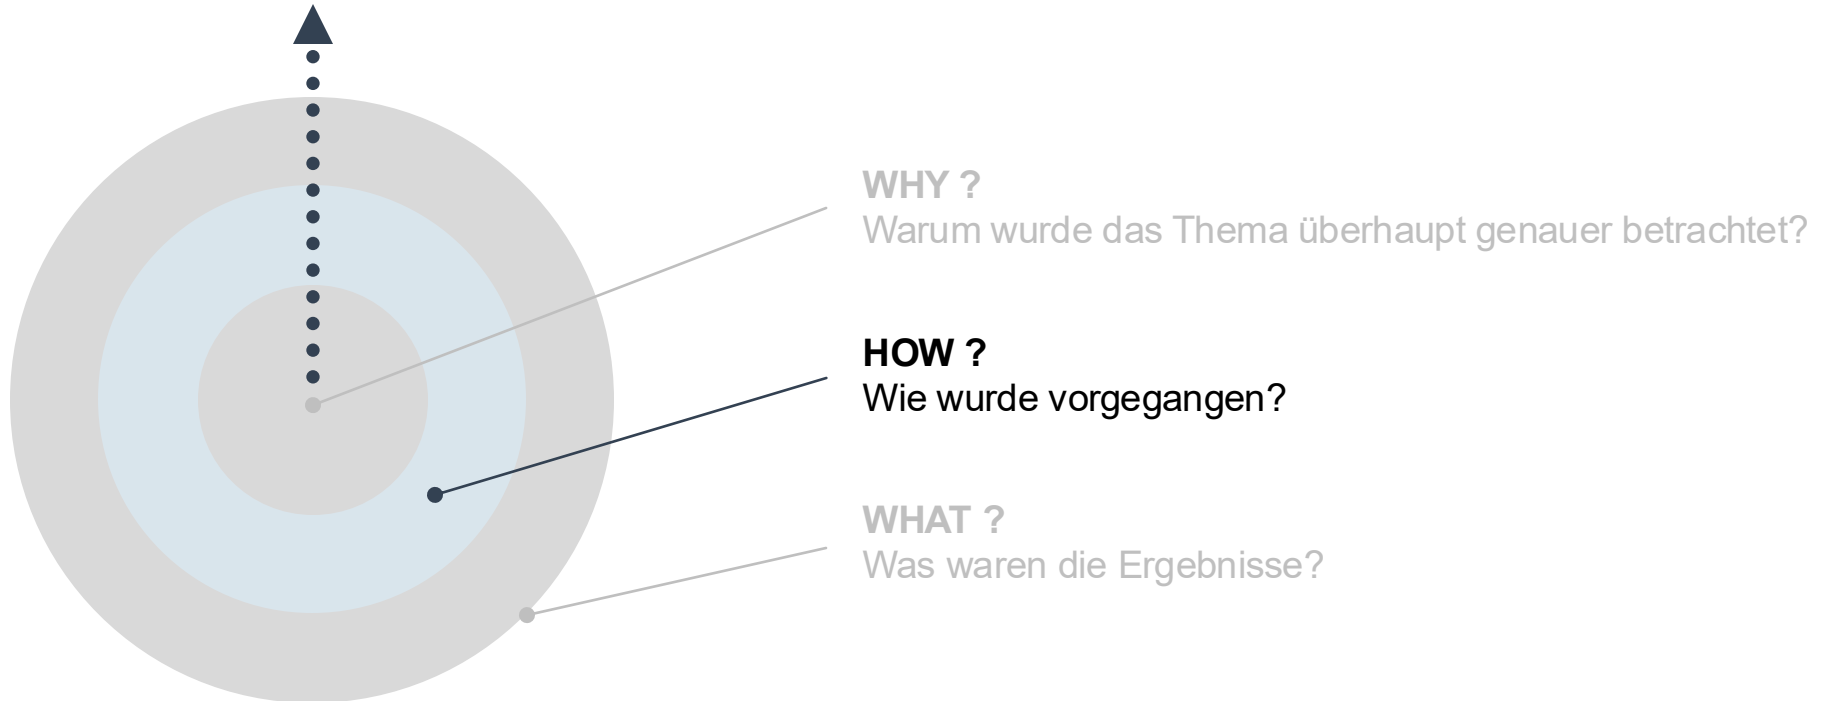 WHY ?
Warum wurde das Thema überhaupt genauer betrachtet?
HOW ?
Wie wurde vorgegangen?
WHAT ?
Was waren die Ergebnisse?